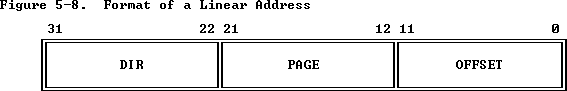 Figure 5-8. Format of a Linear Address
31 22 21 12 11 0
DIR PAGE OFFSET